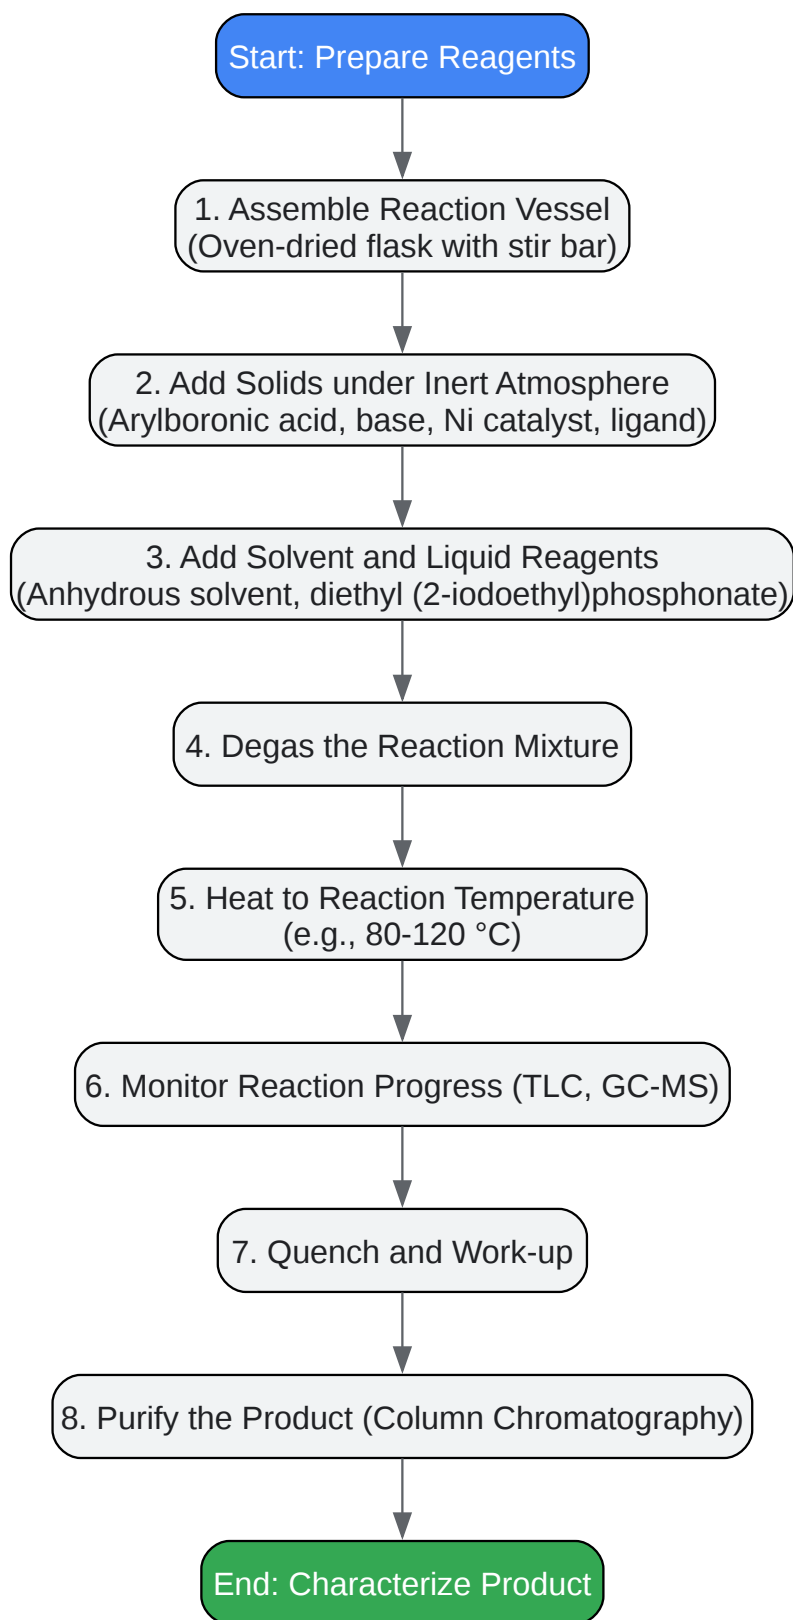 Start: Prepare Reagents
1. Assemble Reaction Vessel
(Oven-dried flask with stir bar)
2. Add Solids under Inert Atmosphere
(Arylboronic acid, base, Ni catalyst, ligand)
3. Add Solvent and Liquid Reagents
(Anhydrous solvent, diethyl (2-iodoethyl)phosphonate)
4. Degas the Reaction Mixture
5. Heat to Reaction Temperature
(e.g., 80-120 °C)
6. Monitor Reaction Progress (TLC, GC-MS)
7. Quench and Work-up
8. Purify the Product (Column Chromatography)
End: Characterize Product